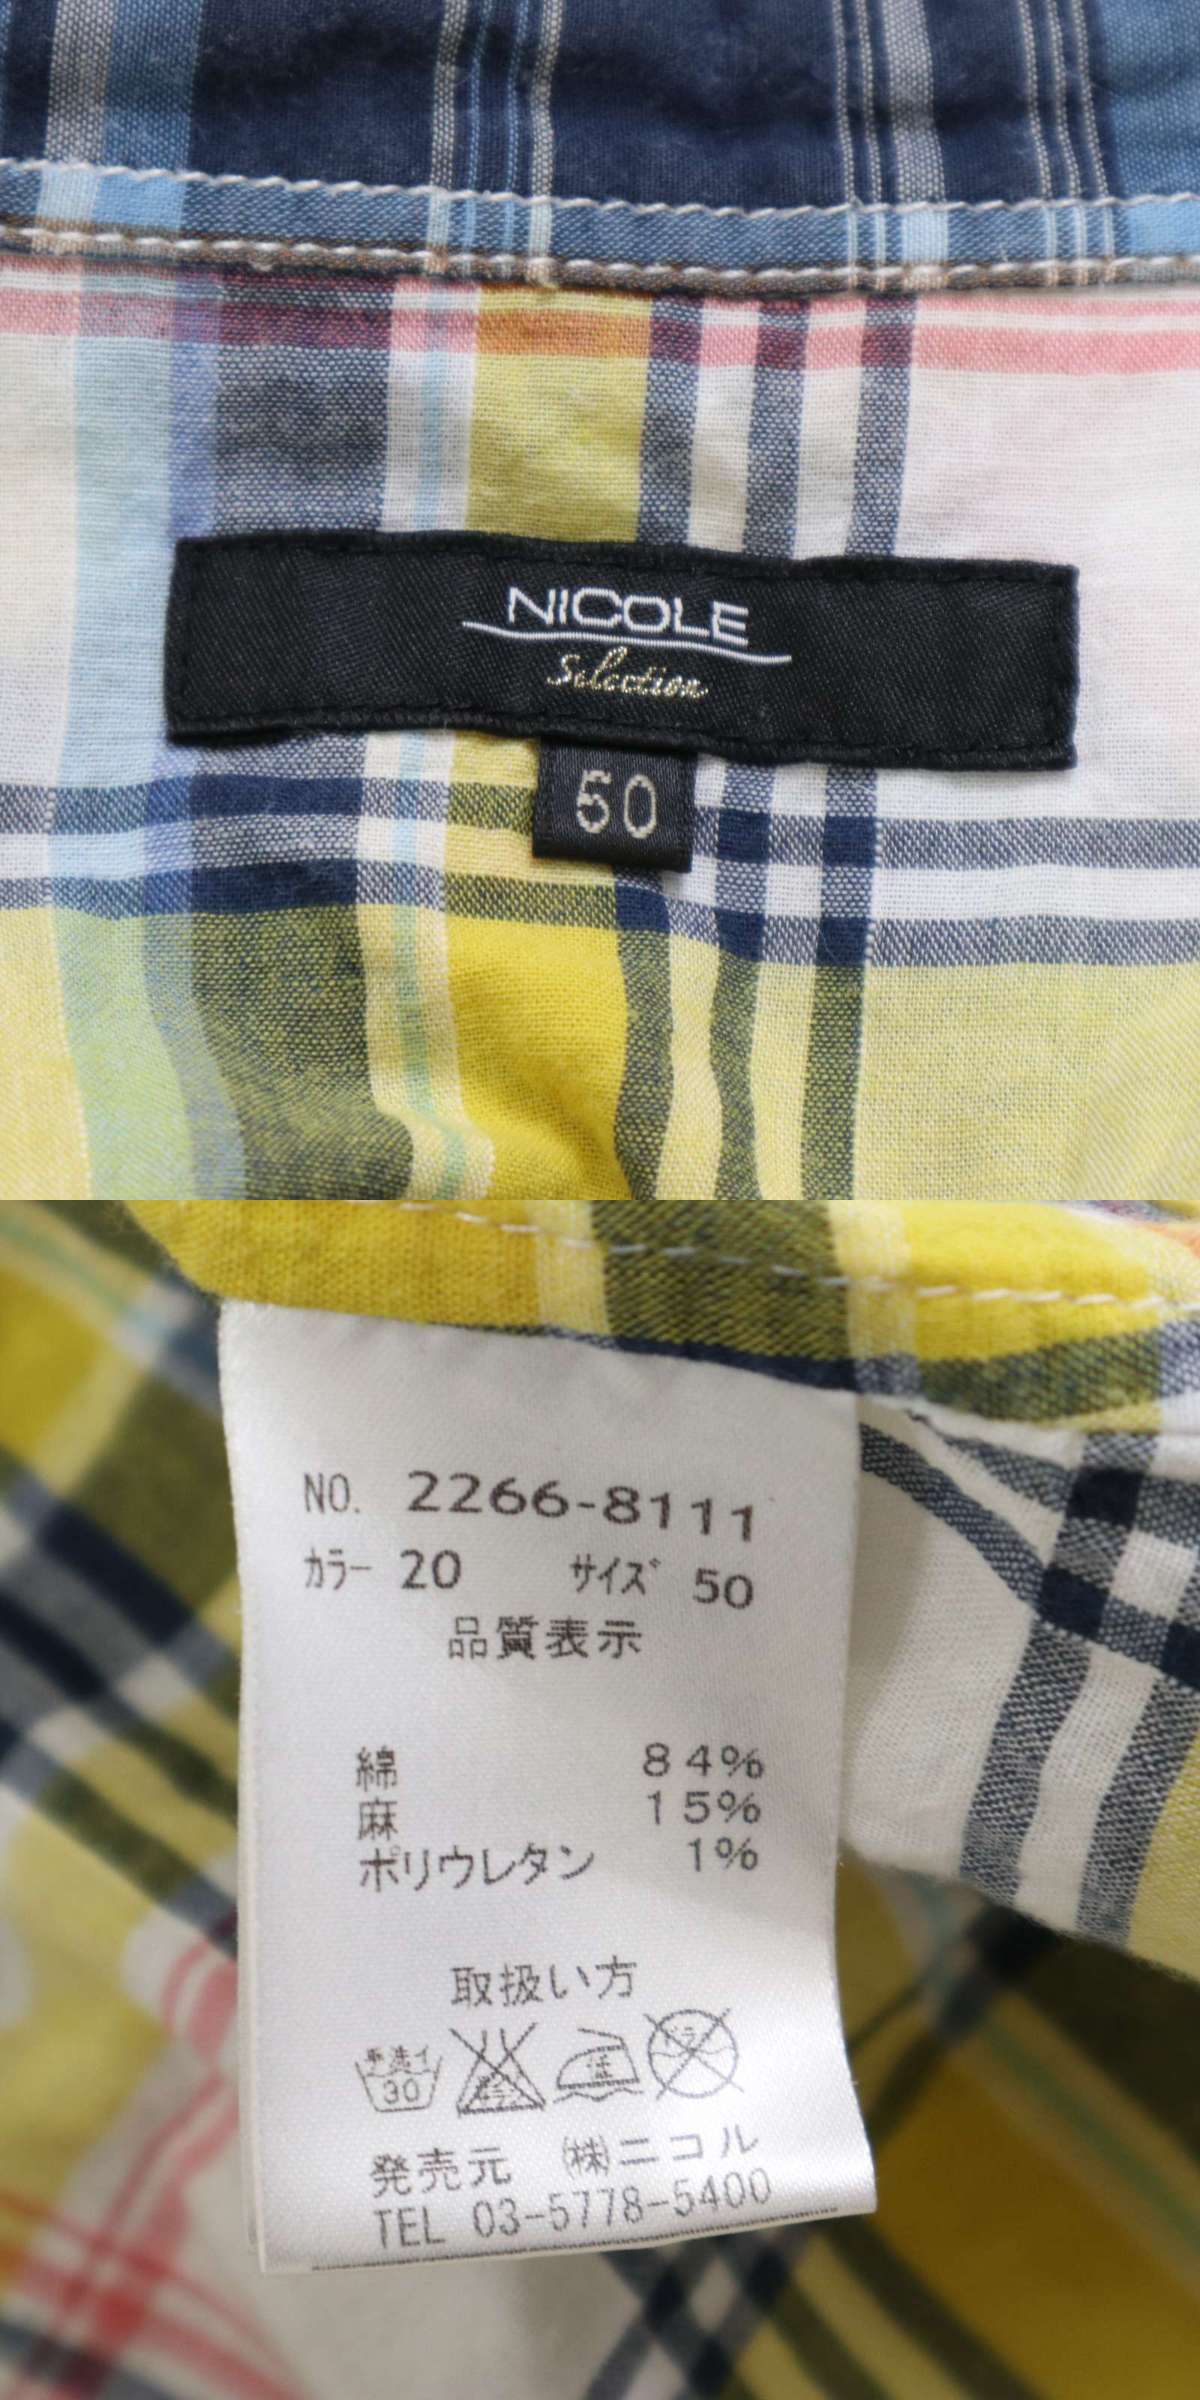 NICOLE
Selection
50
NO. 2266-8111
カラー 20 サイズ 50
品質表示
綿 84%
麻 15%
ポリウレタン 1%
取扱い方
手洗イ
30
中
発売元 ㈱ニコル
TEL 03-5778-5400